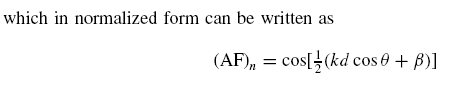 which in normalized form can be written as
(AF)ₙ = cos[½(kd cos θ + β)]